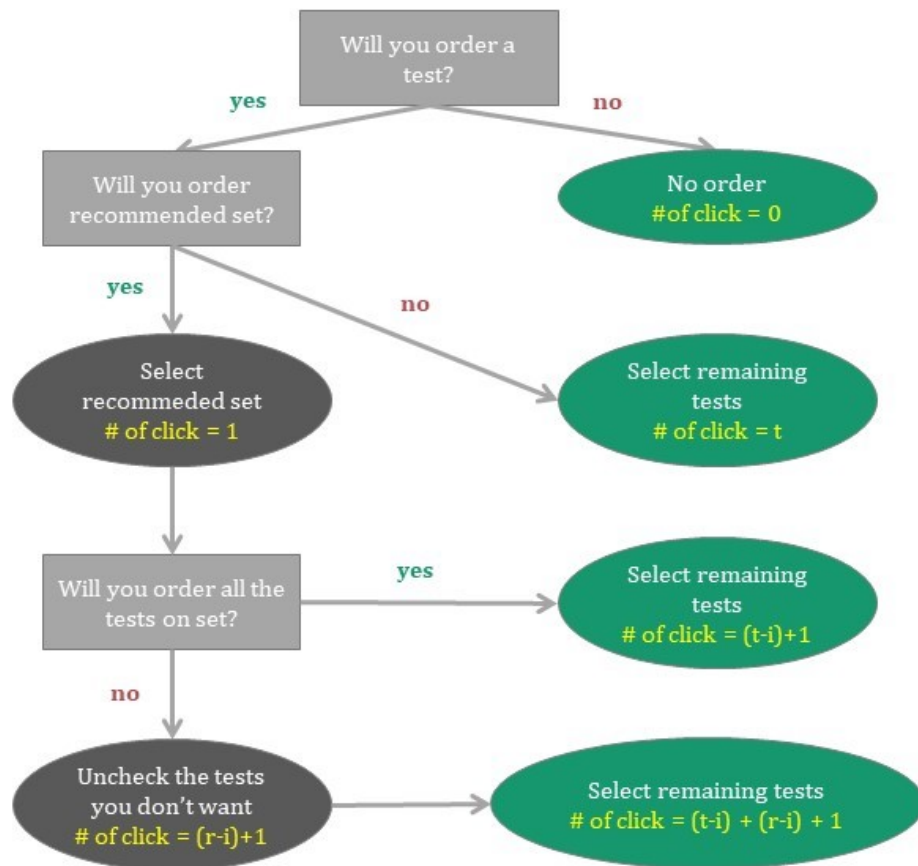 Will you order a
test?
yes
no
Will you order
recommended set?
No order
#of click = 0
yes
no
Select
recommeded set
# of click = 1
Select remaining
tests
# of click = t
Will you order all the
tests on set?
yes
Select remaining
tests
# of click = (t-i)+1
no
Uncheck the tests
you don't want
# of click = (r-i)+1
Select remaining tests
# of click = (t-i) + (r-i) + 1